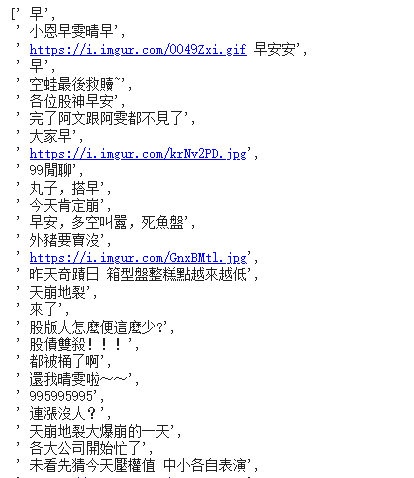 [' 早',
' 小恩早雯晴早',
' https://i.imgur.com/OO49Zxi.gif 早安安',
' 早',
' 空蛙最後救贖~',
' 各位股神早安',
' 完了阿文跟阿雯都不見了',
' 大家早',
' https://i.imgur.com/krNv2PD.jpg',
' 99閒聊',
' 丸子，搭早',
' 今天肯定崩',
' 早安，多空叫囂，死魚盤',
' 外豬要賣沒',
' https://i.imgur.com/GnxBMtl.jpg',
' 昨天奇蹟日 箱型盤整糕點越來越低',
' 天崩地裂',
' 來了',
' 股版人怎麼便這麼少?',
' 股債雙殺！！！',
' 都被桶了啊',
' 還我晴雯啦～～',
' 995995995',
' 連漲沒人？',
' 天崩地裂大爆崩的一天',
' 各大公司開始忙了',
' 未看先猜今天壓權值 中小各自表演',